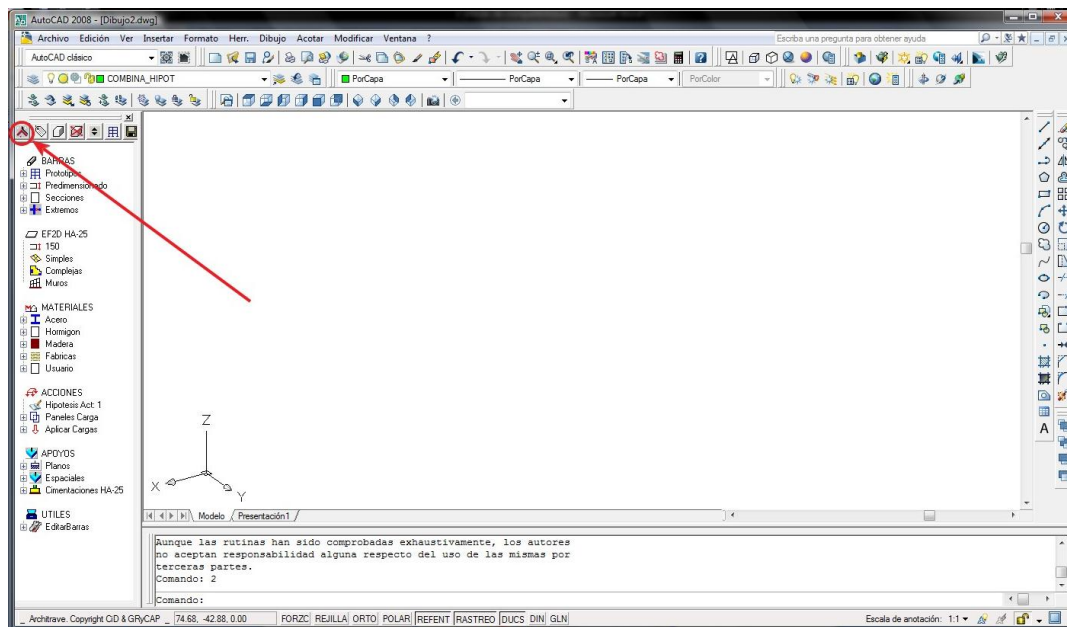 AutoCAD 2008 - [Dibujo2.dwg]
Archivo Edición Ver Insertar Formato Herr. Dibujo Acotar Modificar Ventana ? Escriba una pregunta para obtener ayuda
AutoCAD clásico
COMBINA_HIPOT PorCapa PorCapa PorCapa PorColor
BARRAS
Prototipos
Predimensionado
Secciones
Extremos
EF2D HA-25
150
Simples
Complejas
Muros
MATERIALES
Acero
Hormigon
Madera
Fabricas
Usuario
ACCIONES
Hipotesis Act: 1
Paneles Carga
Aplicar Cargas
APOYOS
Planos
Espaciales
Cimentaciones HA-25
UTILES
EditarBarras
Z
X
Y
A
Modelo Presentación1
Aunque las rutinas han sido comprobadas exhaustivamente, los autores
no aceptan responsabilidad alguna respecto del uso de las mismas por
terceras partes.
Comando: 2
Comando:
_ Architrave. Copyright CiD & GRyCAP _ 74.68, -42.88, 0.00 FORZC REJILLA ORTO POLAR REFENT RASTREO DUCS DIN GLN Escala de anotación: 1:1